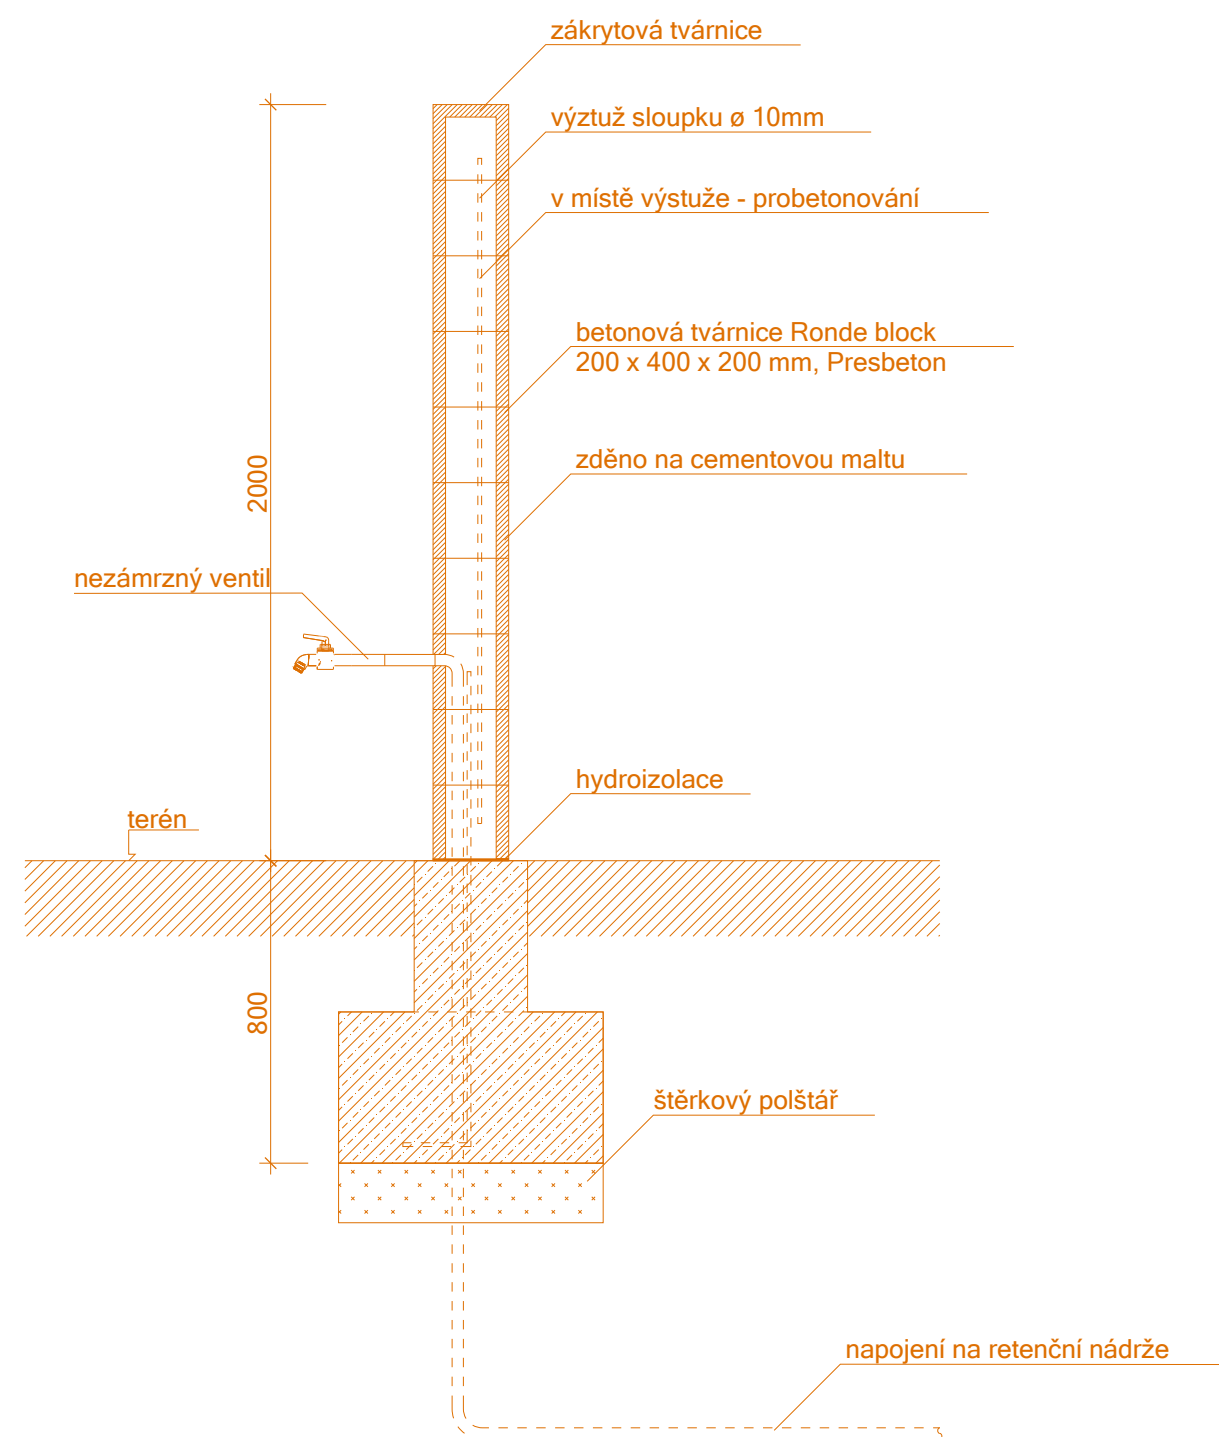 zákrytová tvárnice
výztuž sloupku ø 10mm
v místě výstuže - probetonování
betonová tvárnice Ronde block
200 x 400 x 200 mm, Presbeton
zděno na cementovou maltu
2000
nezámrzný ventil
hydroizolace
terén
800
štěrkový polštář
napojení na retenční nádrže